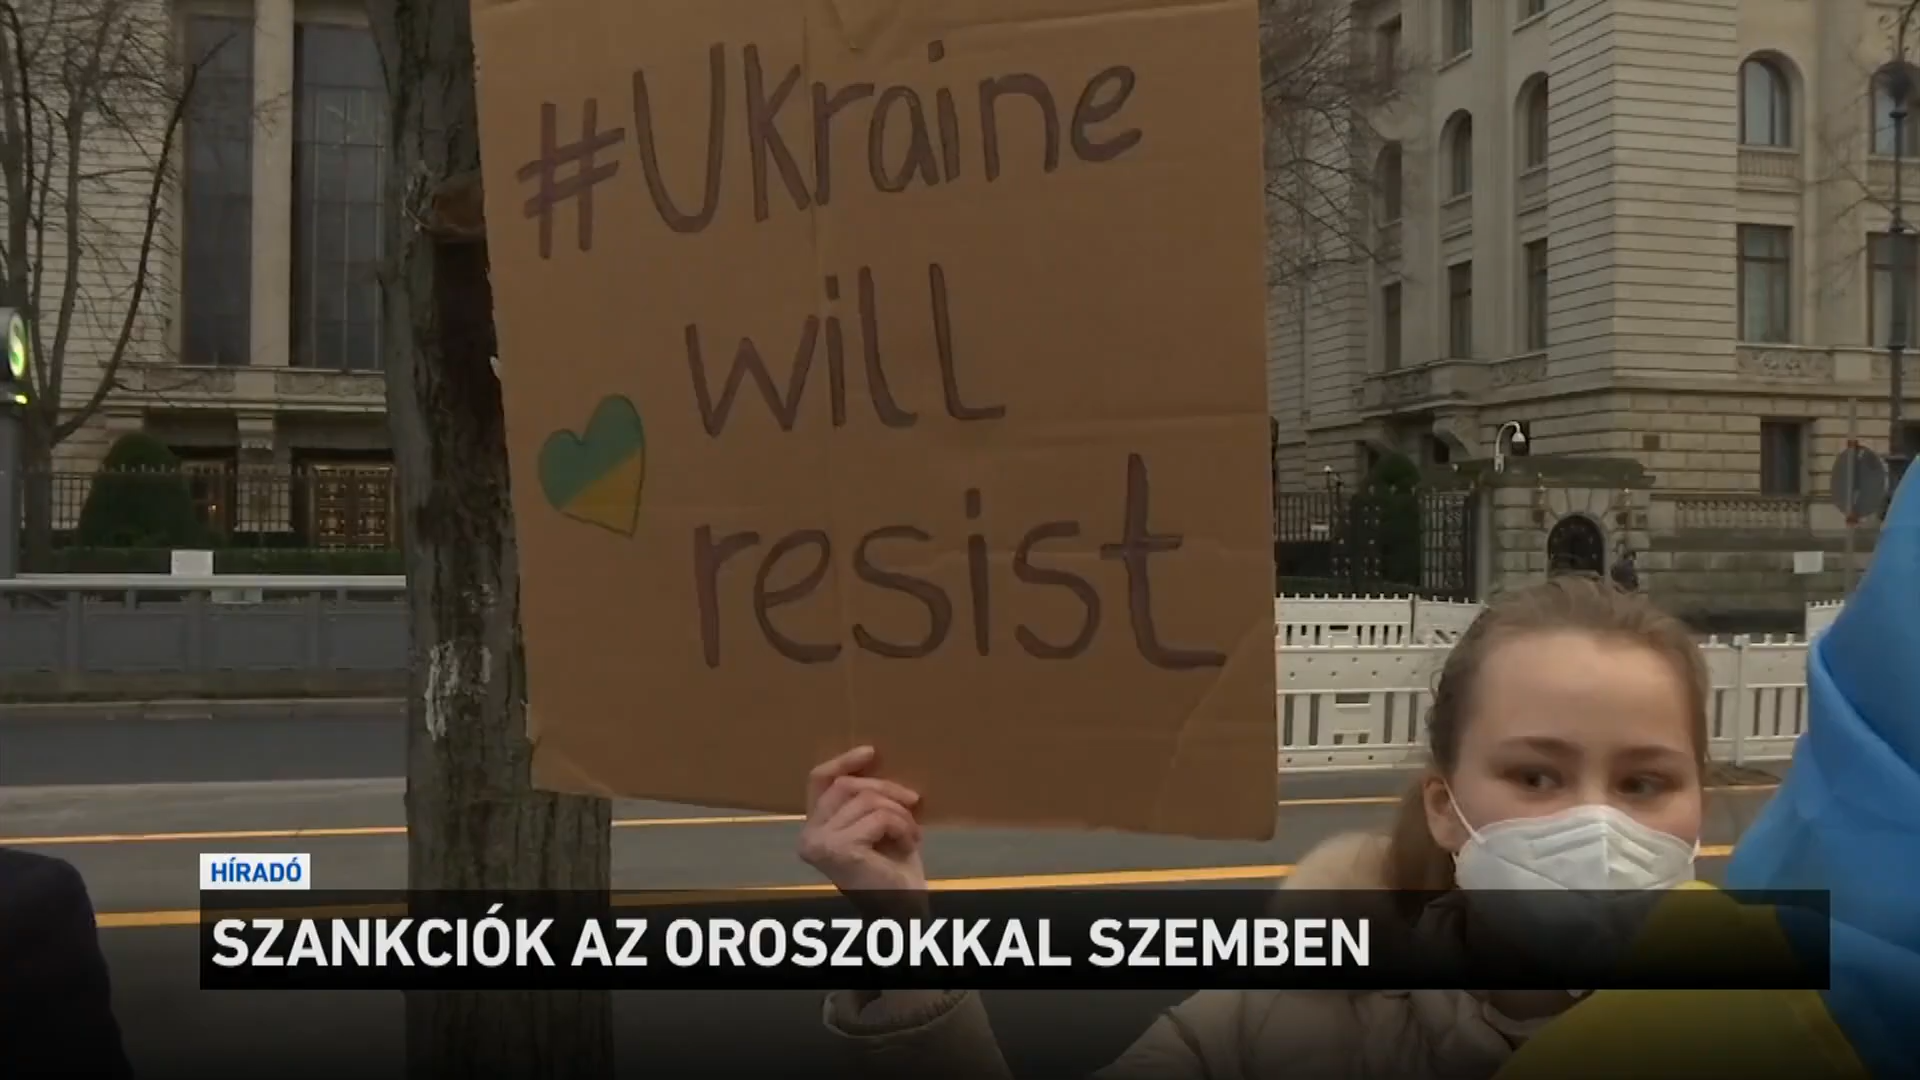 #Ukraine
will
resist
S
HÍRADÓ
SZANKCIÓK AZ OROSZOKKAL SZEMBEN